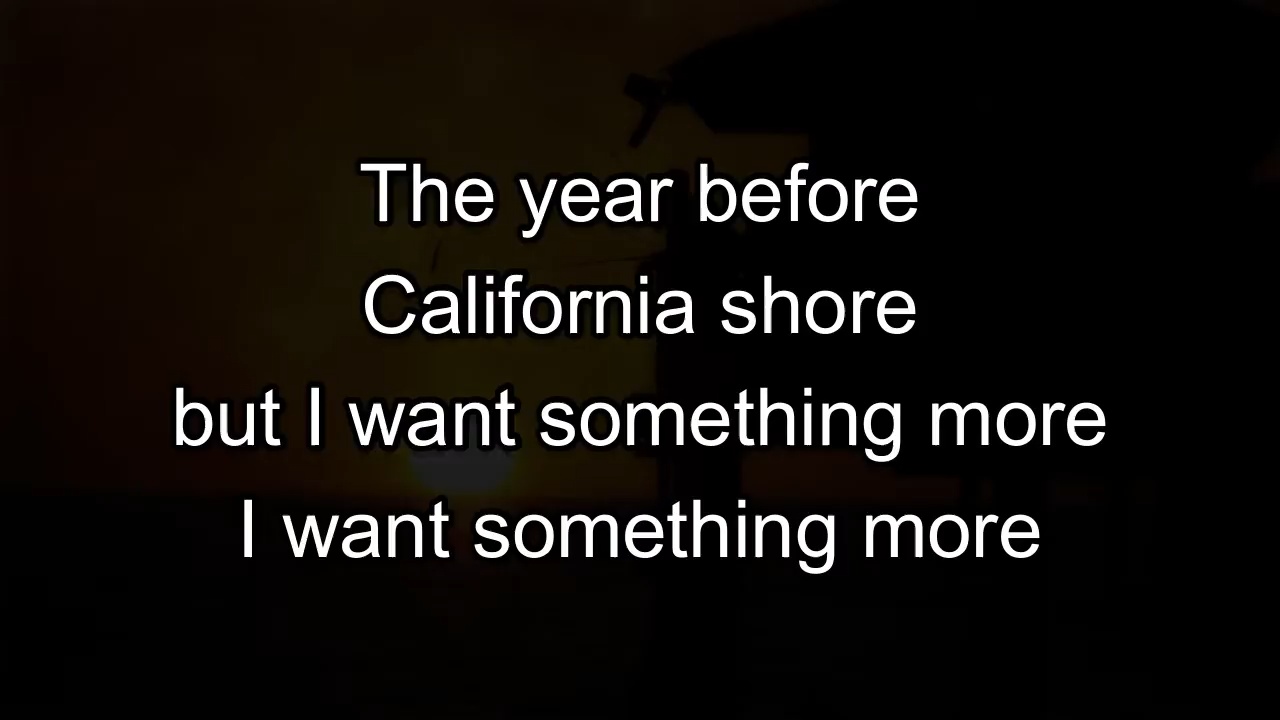 The year before
California shore
but I want something more
I want something more